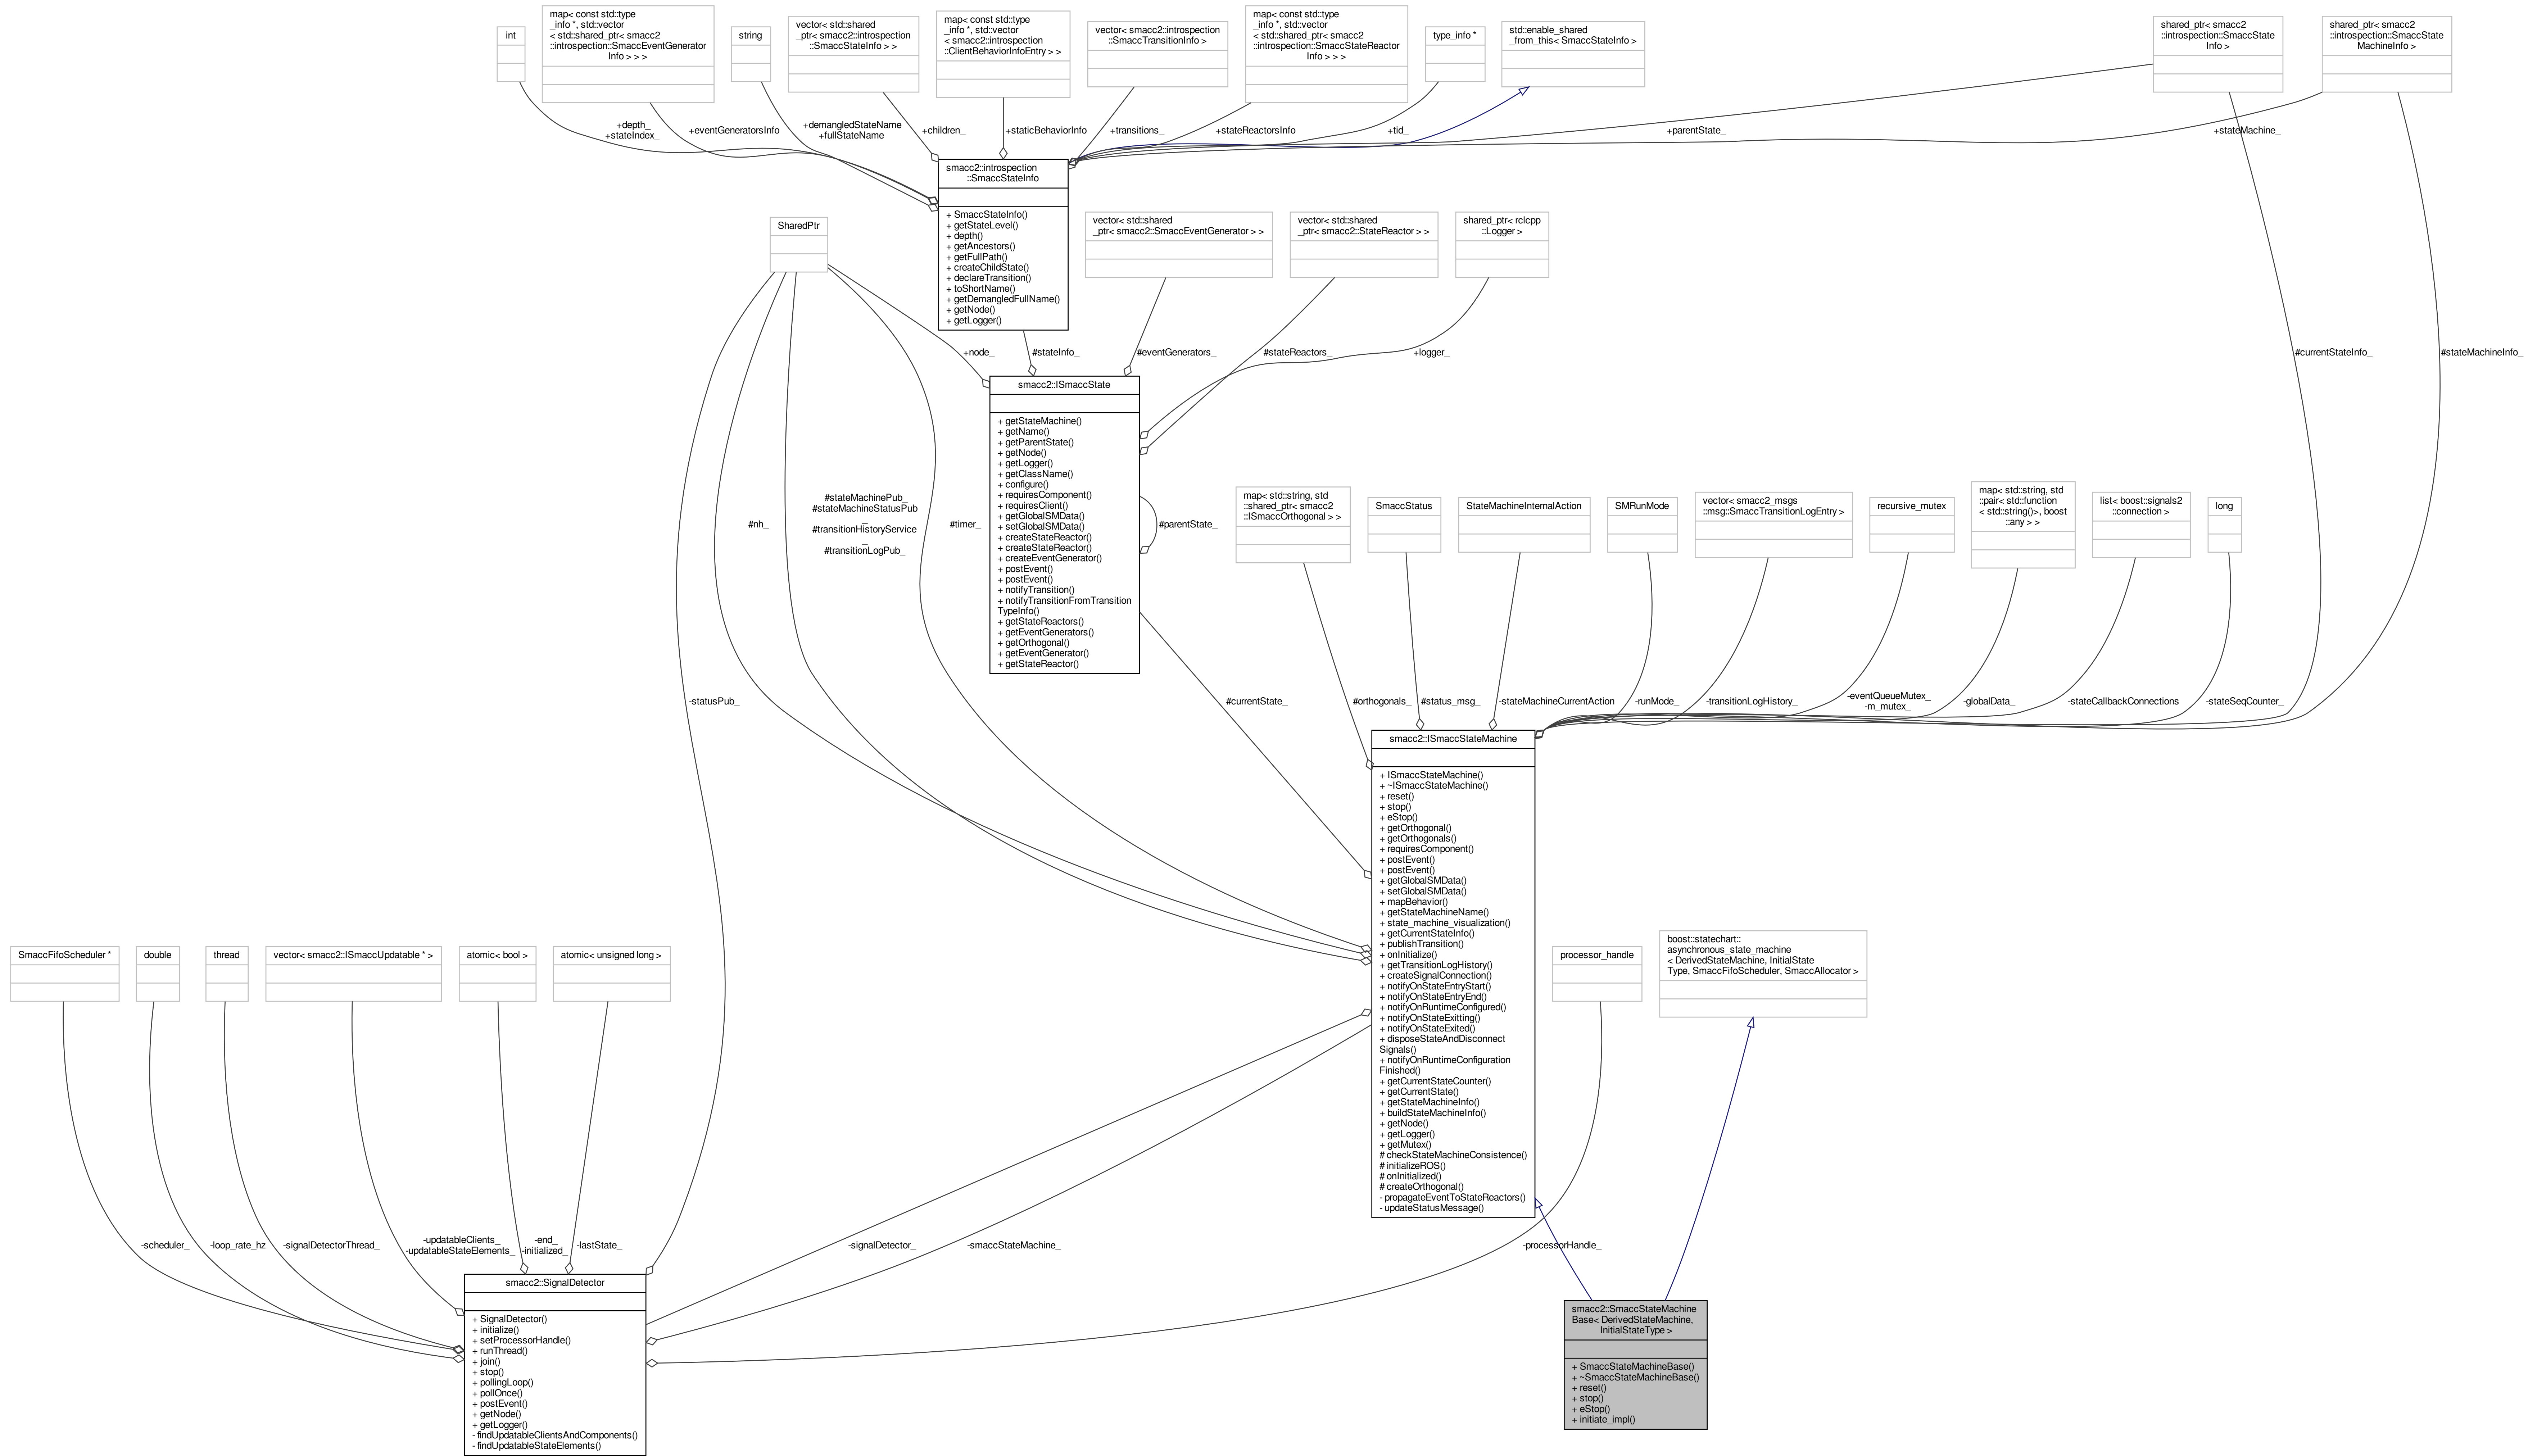 int
map< const std::type
_info *, std::vector
< std::shared_ptr< smacc2
::introspection::SmaccEventGenerator
Info > > >
string
vector< std::shared
_ptr< smacc2::introspection
::SmaccStateInfo > >
map< const std::type
_info *, std::vector
< smacc2::introspection
::ClientBehaviorInfoEntry > >
vector< smacc2::introspection
::SmaccTransitionInfo >
map< const std::type
_info *, std::vector
< std::shared_ptr< smacc2
::introspection::SmaccStateReactor
Info > > >
type_info *
std::enable_shared
_from_this< SmaccStateInfo >
shared_ptr< smacc2
::introspection::SmaccState
Info >
shared_ptr< smacc2
::introspection::SmaccState
MachineInfo >
+depth_
+stateIndex_
+eventGeneratorsInfo
+demangledStateName
+fullStateName
+children_
+staticBehaviorInfo
+transitions_
+stateReactorsInfo
+tid_
+parentState_
+stateMachine_
smacc2::introspection
::SmaccStateInfo
+ SmaccStateInfo()
+ getStateLevel()
+ depth()
+ getAncestors()
+ getFullPath()
+ createChildState()
+ declareTransition()
+ toShortName()
+ getDemangledFullName()
+ getNode()
+ getLogger()
SharedPtr
vector< std::shared
_ptr< smacc2::SmaccEventGenerator > >
vector< std::shared
_ptr< smacc2::StateReactor > >
shared_ptr< rclcpp
::Logger >
+node_
#stateInfo_
#eventGenerators_
#stateReactors_
+logger_
#currentStateInfo_
#stateMachineInfo_
smacc2::ISmaccState
+ getStateMachine()
+ getName()
+ getParentState()
+ getNode()
+ getLogger()
+ getClassName()
+ configure()
+ requiresComponent()
+ requiresClient()
+ getGlobalSMData()
+ setGlobalSMData()
+ createStateReactor()
+ createStateReactor()
+ createEventGenerator()
+ postEvent()
+ postEvent()
+ notifyTransition()
+ notifyTransitionFromTransition
TypeInfo()
+ getStateReactors()
+ getEventGenerators()
+ getOrthogonal()
+ getEventGenerator()
+ getStateReactor()
#nh_
#stateMachinePub_
#stateMachineStatusPub
_
#transitionHistoryService
_
#transitionLogPub_
#timer_
#parentState_
map< std::string, std
::shared_ptr< smacc2
::ISmaccOrthogonal > >
SmaccStatus
StateMachineInternalAction
SMRunMode
vector< smacc2_msgs
::msg::SmaccTransitionLogEntry >
recursive_mutex
map< std::string, std
::pair< std::function
< std::string()>, boost
::any > >
list< boost::signals2
::connection >
long
-statusPub_
#currentState_
#orthogonals_
#status_msg_
-stateMachineCurrentAction
-runMode_
-transitionLogHistory_
-eventQueueMutex_
-m_mutex_
-globalData_
-stateCallbackConnections
-stateSeqCounter_
smacc2::ISmaccStateMachine
+ ISmaccStateMachine()
+ ~ISmaccStateMachine()
+ reset()
+ stop()
+ eStop()
+ getOrthogonal()
+ getOrthogonals()
+ requiresComponent()
+ postEvent()
+ postEvent()
+ getGlobalSMData()
+ setGlobalSMData()
+ mapBehavior()
+ getStateMachineName()
+ state_machine_visualization()
+ getCurrentStateInfo()
+ publishTransition()
+ onInitialize()
+ getTransitionLogHistory()
+ createSignalConnection()
+ notifyOnStateEntryStart()
+ notifyOnStateEntryEnd()
+ notifyOnRuntimeConfigured()
+ notifyOnStateExitting()
+ notifyOnStateExited()
+ disposeStateAndDisconnect
Signals()
+ notifyOnRuntimeConfiguration
Finished()
+ getCurrentStateCounter()
+ getCurrentState()
+ getStateMachineInfo()
+ buildStateMachineInfo()
+ getNode()
+ getLogger()
+ getMutex()
# checkStateMachineConsistence()
# initializeROS()
# onInitialized()
# createOrthogonal()
- propagateEventToStateReactors()
- updateStatusMessage()
SmaccFifoScheduler *
double
thread
vector< smacc2::ISmaccUpdatable * >
atomic< bool >
atomic< unsigned long >
processor_handle
boost::statechart::
asynchronous_state_machine
< DerivedStateMachine, InitialState
Type, SmaccFifoScheduler, SmaccAllocator >
-scheduler_
-loop_rate_hz
-signalDetectorThread_
-updatableClients_
-updatableStateElements_
-end_
-initialized_
-lastState_
-signalDetector_
-smaccStateMachine_
-processorHandle_
smacc2::SignalDetector
+ SignalDetector()
+ initialize()
+ setProcessorHandle()
+ runThread()
+ join()
+ stop()
+ pollingLoop()
+ pollOnce()
+ postEvent()
+ getNode()
+ getLogger()
- findUpdatableClientsAndComponents()
- findUpdatableStateElements()
smacc2::SmaccStateMachine
Base< DerivedStateMachine,
InitialStateType >
+ SmaccStateMachineBase()
+ ~SmaccStateMachineBase()
+ reset()
+ stop()
+ eStop()
+ initiate_impl()